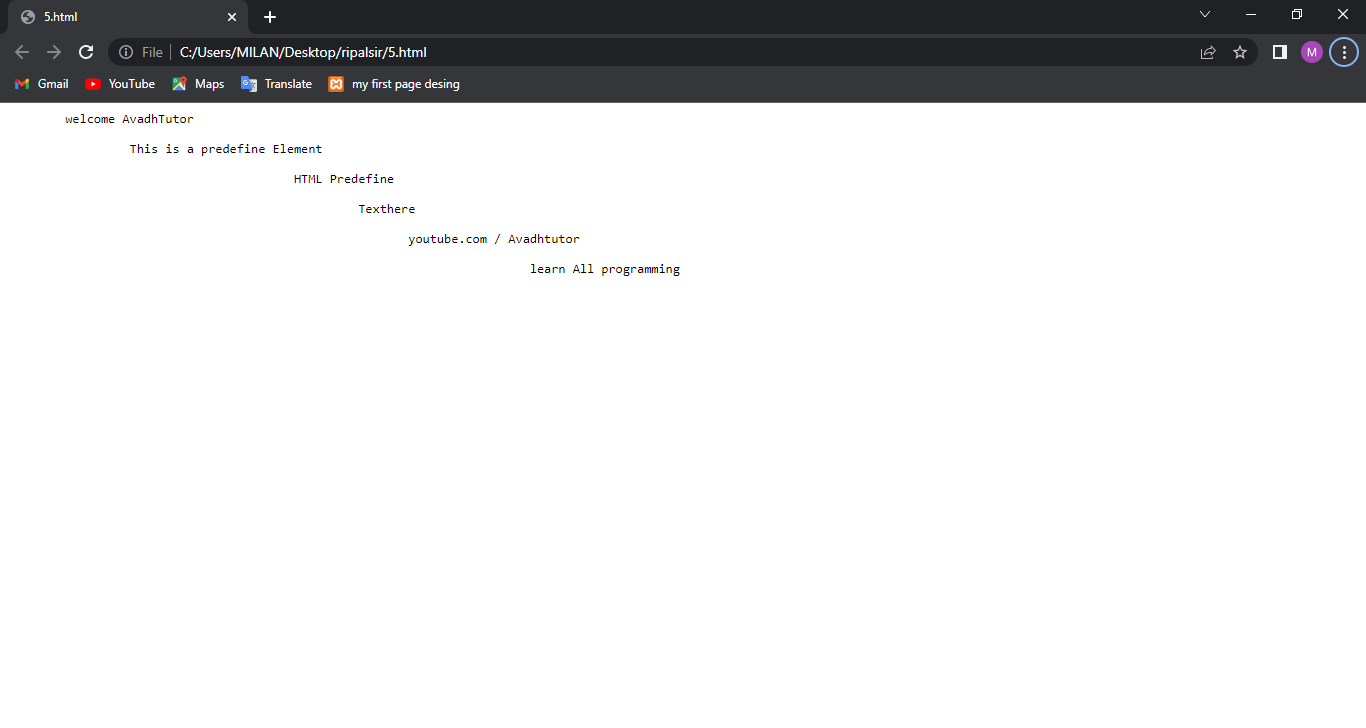 5.html
File C:/Users/MILAN/Desktop/ripalsir/5.html
M
Gmail YouTube Maps Translate my first page desing
welcome AvadhTutor
This is a predefine Element
HTML Predefine
Texthere
youtube.com / Avadhtutor
learn All programming